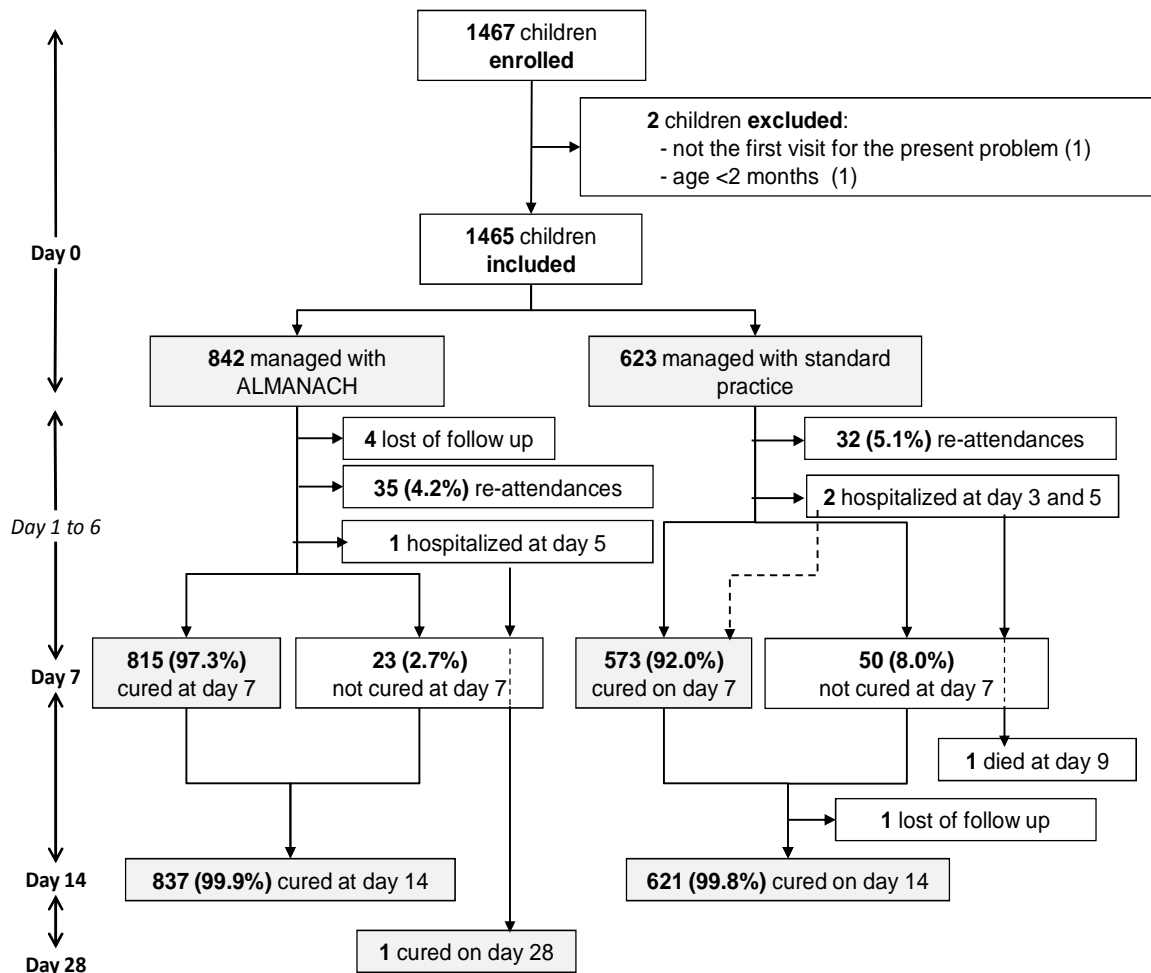 1467 children
enrolled
2 children excluded:
- not the first visit for the present problem (1)
- age <2 months (1)
1465 children
included
Day 0
842 managed with
ALMANACH
623 managed with standard
practice
4 lost of follow up
32 (5.1%) re-attendances
35 (4.2%) re-attendances
2 hospitalized at day 3 and 5
Day 1 to 6
1 hospitalized at day 5
815 (97.3%)
cured at day 7
23 (2.7%)
not cured at day 7
573 (92.0%)
cured on day 7
50 (8.0%)
not cured at day 7
Day 7
1 died at day 9
1 lost of follow up
Day 14
837 (99.9%) cured at day 14
621 (99.8%) cured on day 14
1 cured on day 28
Day 28